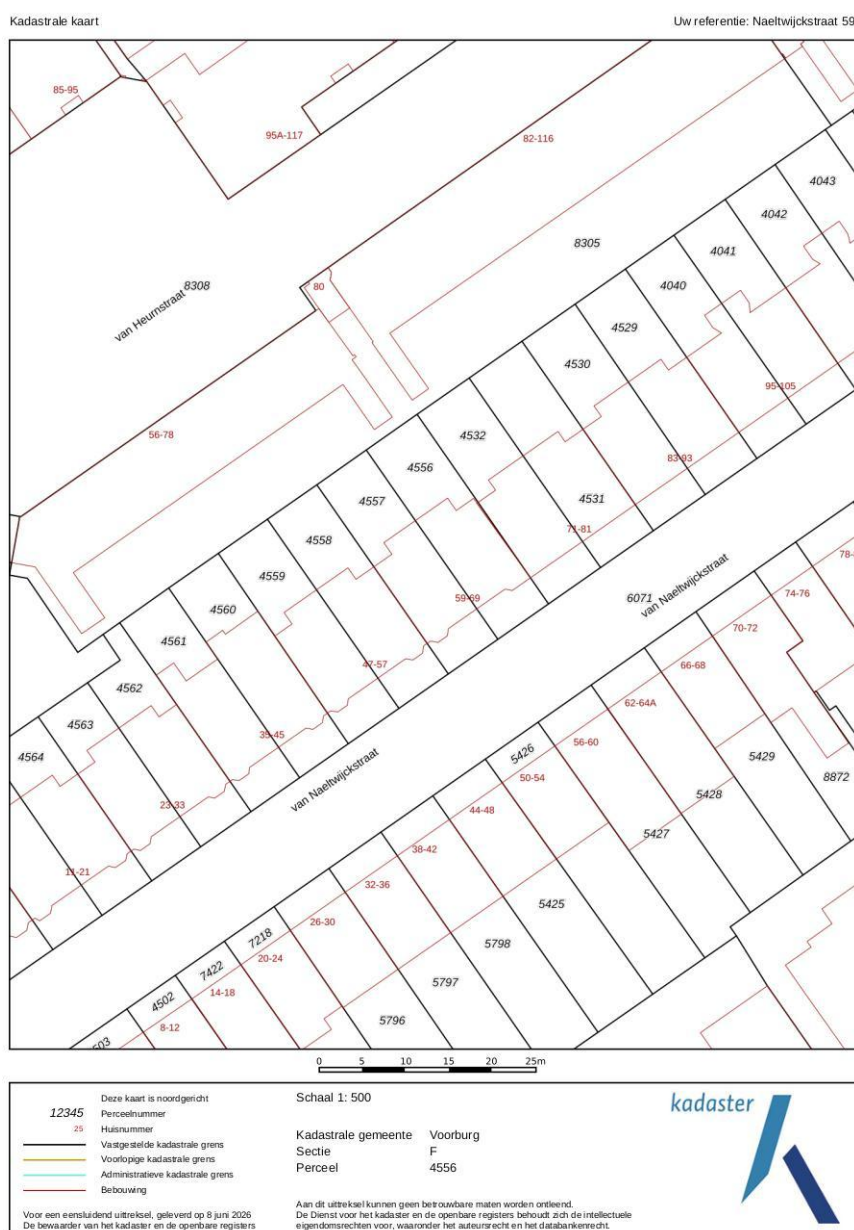 Kadastrale kaart
Uw referentie: Naeltwijckstraat 59
85-95
95A-117
82-116
4043
4042
8305
4041
8308
80
4040
van Heurnstraat
4529
4530
95-105
56-78
4532
83-93
4556
4531
4557
71-81
4558
4559
59-69
6071
van Naeltwijckstraat
78-
74-76
4560
70-72
4561
47-57
66-68
4562
62-64A
4563
35-45
56-60
5426
4564
5429
50-54
8872
van Naeltwijckstraat
5428
23-33
44-48
5427
38-42
11-21
32-36
5425
26-30
7218
5798
20-24
7422
5797
14-18
4502
5796
8-12
503
0 5 10 15 20 25m
Deze kaart is noordgericht
12345 Perceelnummer
25 Huisnummer
Vastgestelde kadastrale grens
Voorlopige kadastrale grens
Administratieve kadastrale grens
Bebouwing
Voor een eensluidend uittreksel, geleverd op 8 juni 2026
De bewaarder van het kadaster en de openbare registers
Schaal 1: 500
Kadastrale gemeente Voorburg
Sectie F
Perceel 4556
Aan dit uittreksel kunnen geen betrouwbare maten worden ontleend.
De Dienst voor het kadaster en de openbare registers behoudt zich de intellectuele
eigendomsrechten voor, waaronder het auteursrecht en het databankenrecht.
kadaster